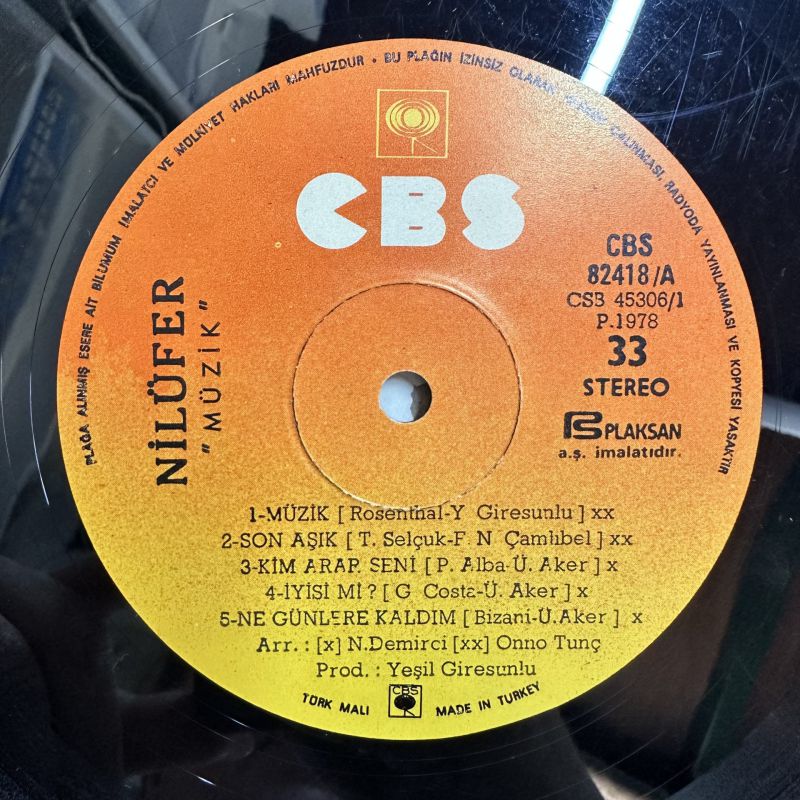 PLAĞA ALINMIŞ ESERE AİT BİLUMUM İMALATCI VE MÜLKİYET HAKLARI MAHFUZDUR • BU PLAĞIN İZİNSİZ OLARAK ÇALINMASI, RADYODA YAYINLANMASI VE KOPYESİ YASAKTIR
CBS
CBS
82418/A
CSB 45306/1
P.1978
33
STEREO
PLAKSAN
a.ş. imalatıdır.
NİLÜFER
"MÜZİK"
1-MÜZİK [ Rosenthal-Y Giresunlu ] xx
2-SON AŞIK [ T. Selçuk-F. N. Çamlıbel ] xx
3-KİM ARAR SENİ [ P. Alba-Ü. Aker ] x
4-İYİSİ Mİ ? [ G Costa-Ü. Aker ] x
5-NE GÜNLERE KALDIM [ Bizani-Ü.Aker ] x
Arr. : [x] N.Demirci [xx] Onno Tunç
Prod. : Yeşil Giresunlu
TÜRK MALI CBS MADE IN TURKEY